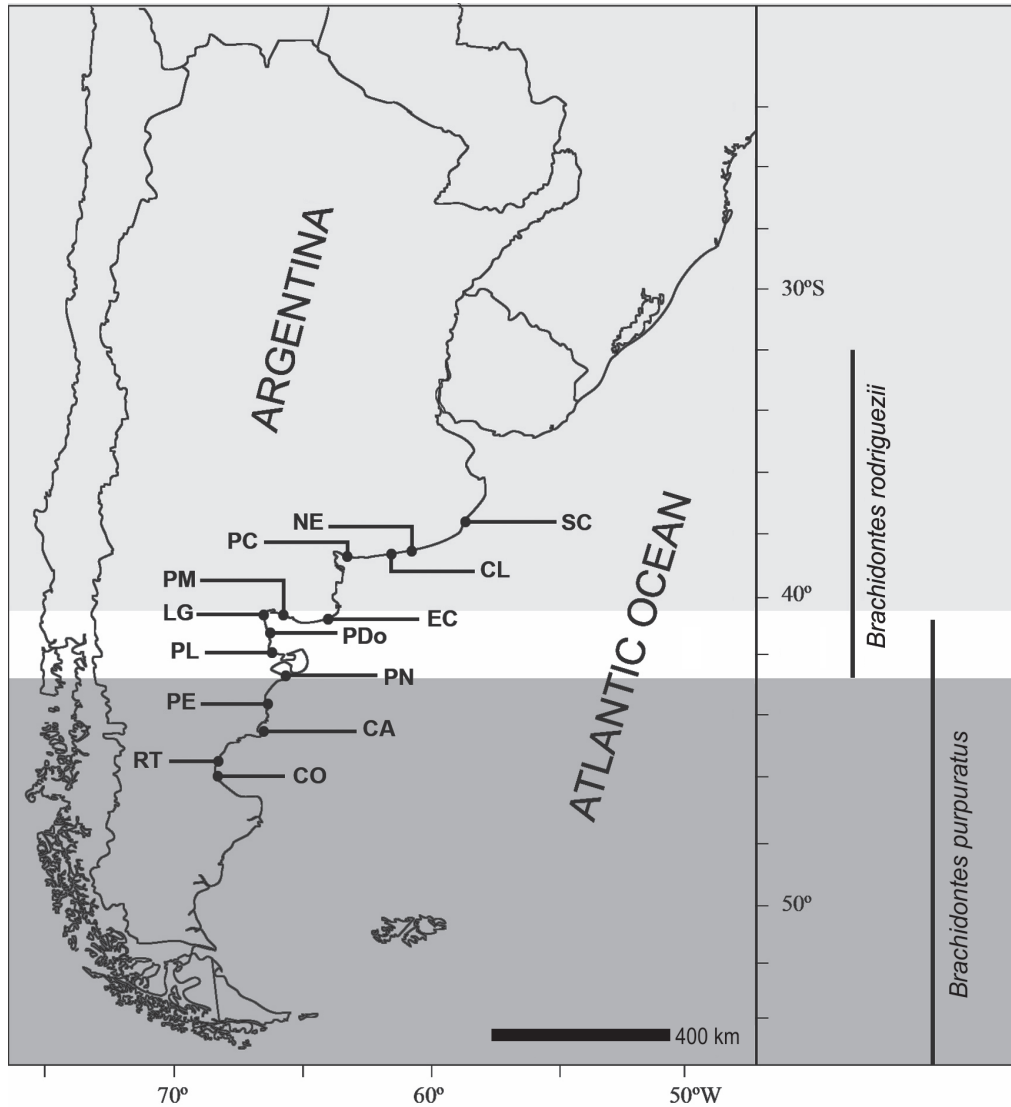 ARGENTINA
30ºS
Brachidontes rodriguezii
ATLANTIC OCEAN
NE
SC
PC
CL
PM
40º
LG
EC
PDo
PL
PN
PE
CA
RT
CO
Brachidontes purpuratus
50º
400 km
70º
60º
50ºW